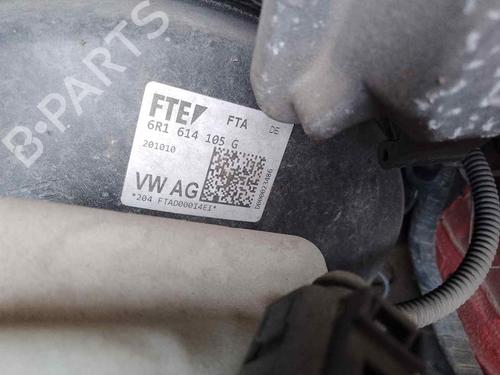 B-PARTS
FTE FTA DE
6R1 614 105 G
201010
VW AG
*204 FTAD00014EI*